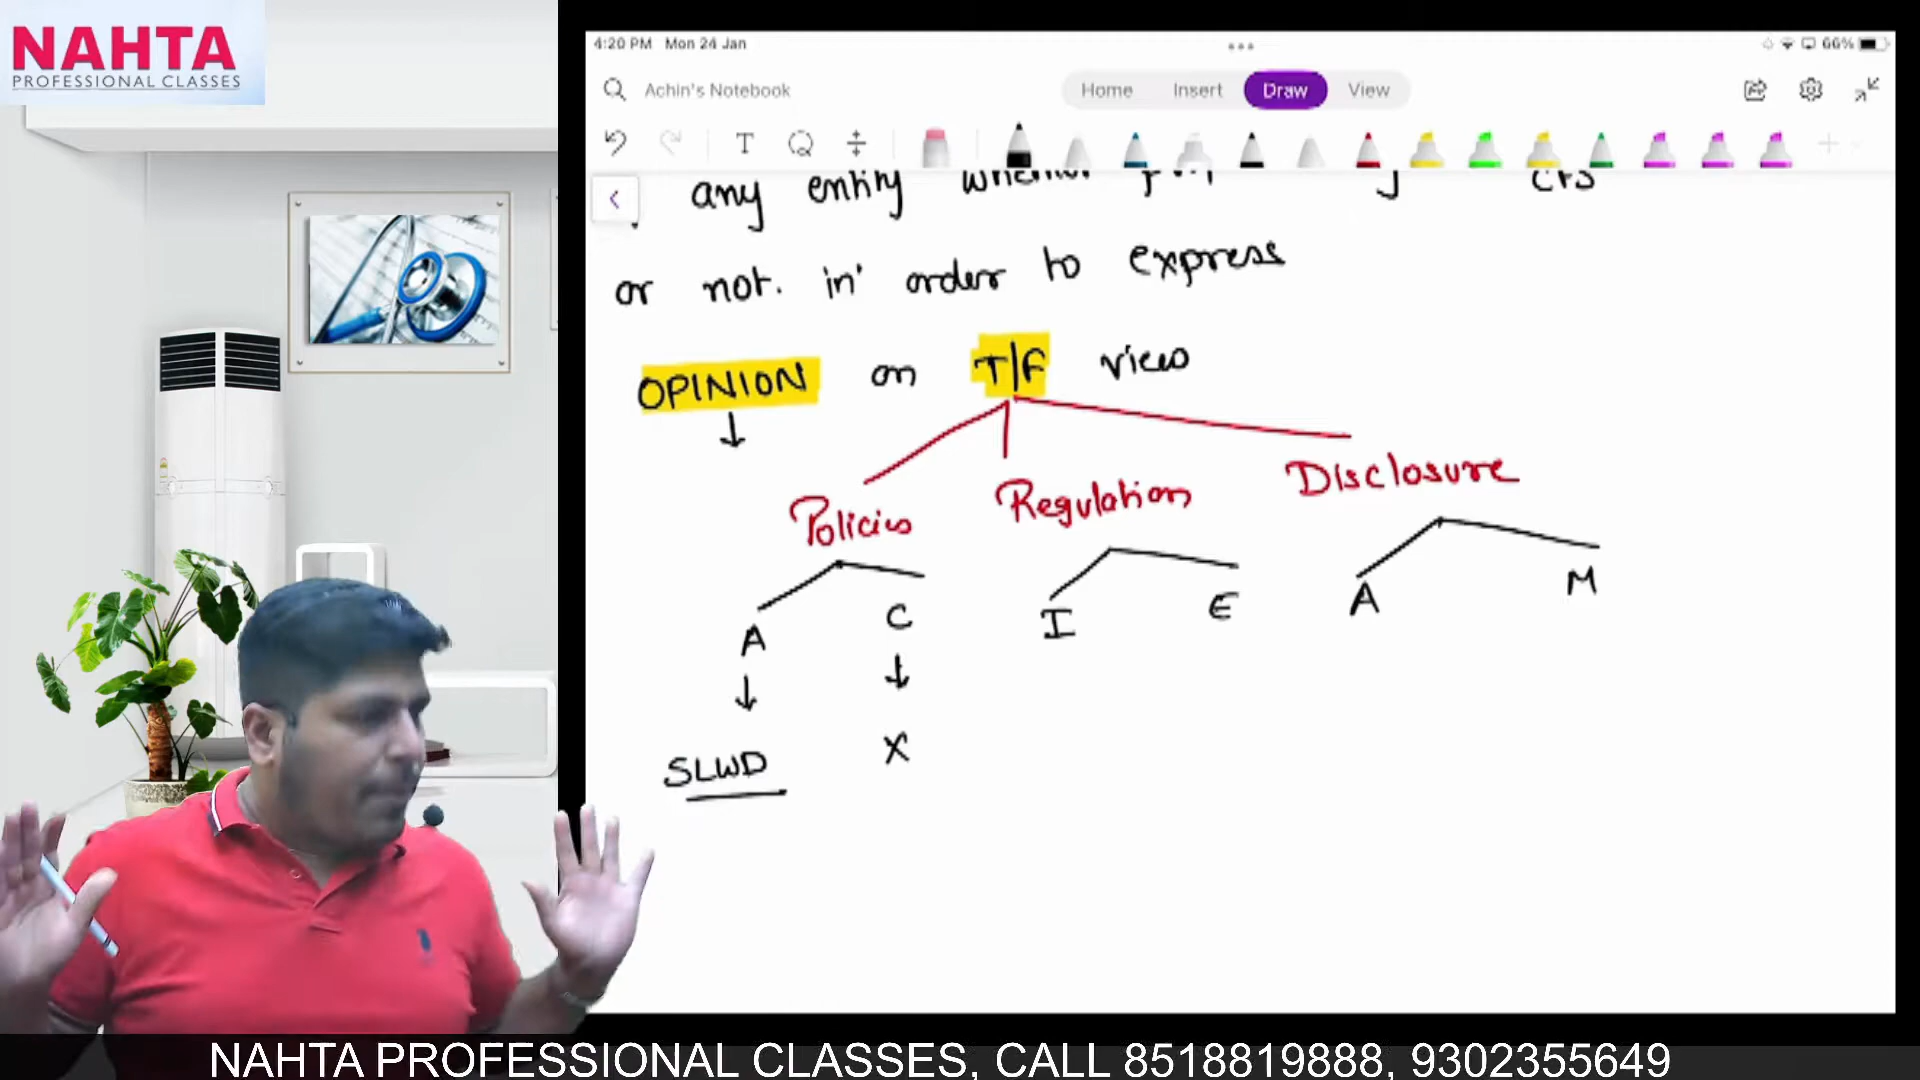 NAHTA
PROFESSIONAL CLASSES
4:20 PM Mon 24 Jan
66%
Achin's Notebook
Home Insert Draw View
T
any entity whether
or not. in order to express
OPINION on T/F view
Policies Regulation Disclosure
A C I E A M
SLWD X
NAHTA PROFESSIONAL CLASSES, CALL 8518819888, 9302355649